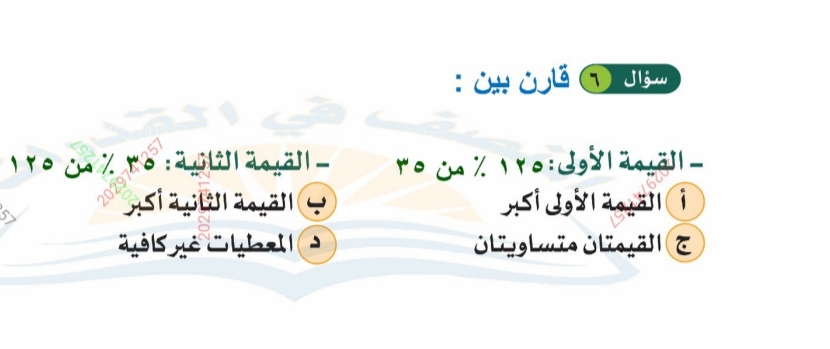 سؤال ٦ قارن بين :
- القيمة الأولى: ١٢٥ ٪ من ٣٥
- القيمة الثانية: ٣٥ ٪ من ١٢٥
أ القيمة الأولى أكبر
ب القيمة الثانية أكبر
ج القيمتان متساويتان
د المعطيات غير كافية